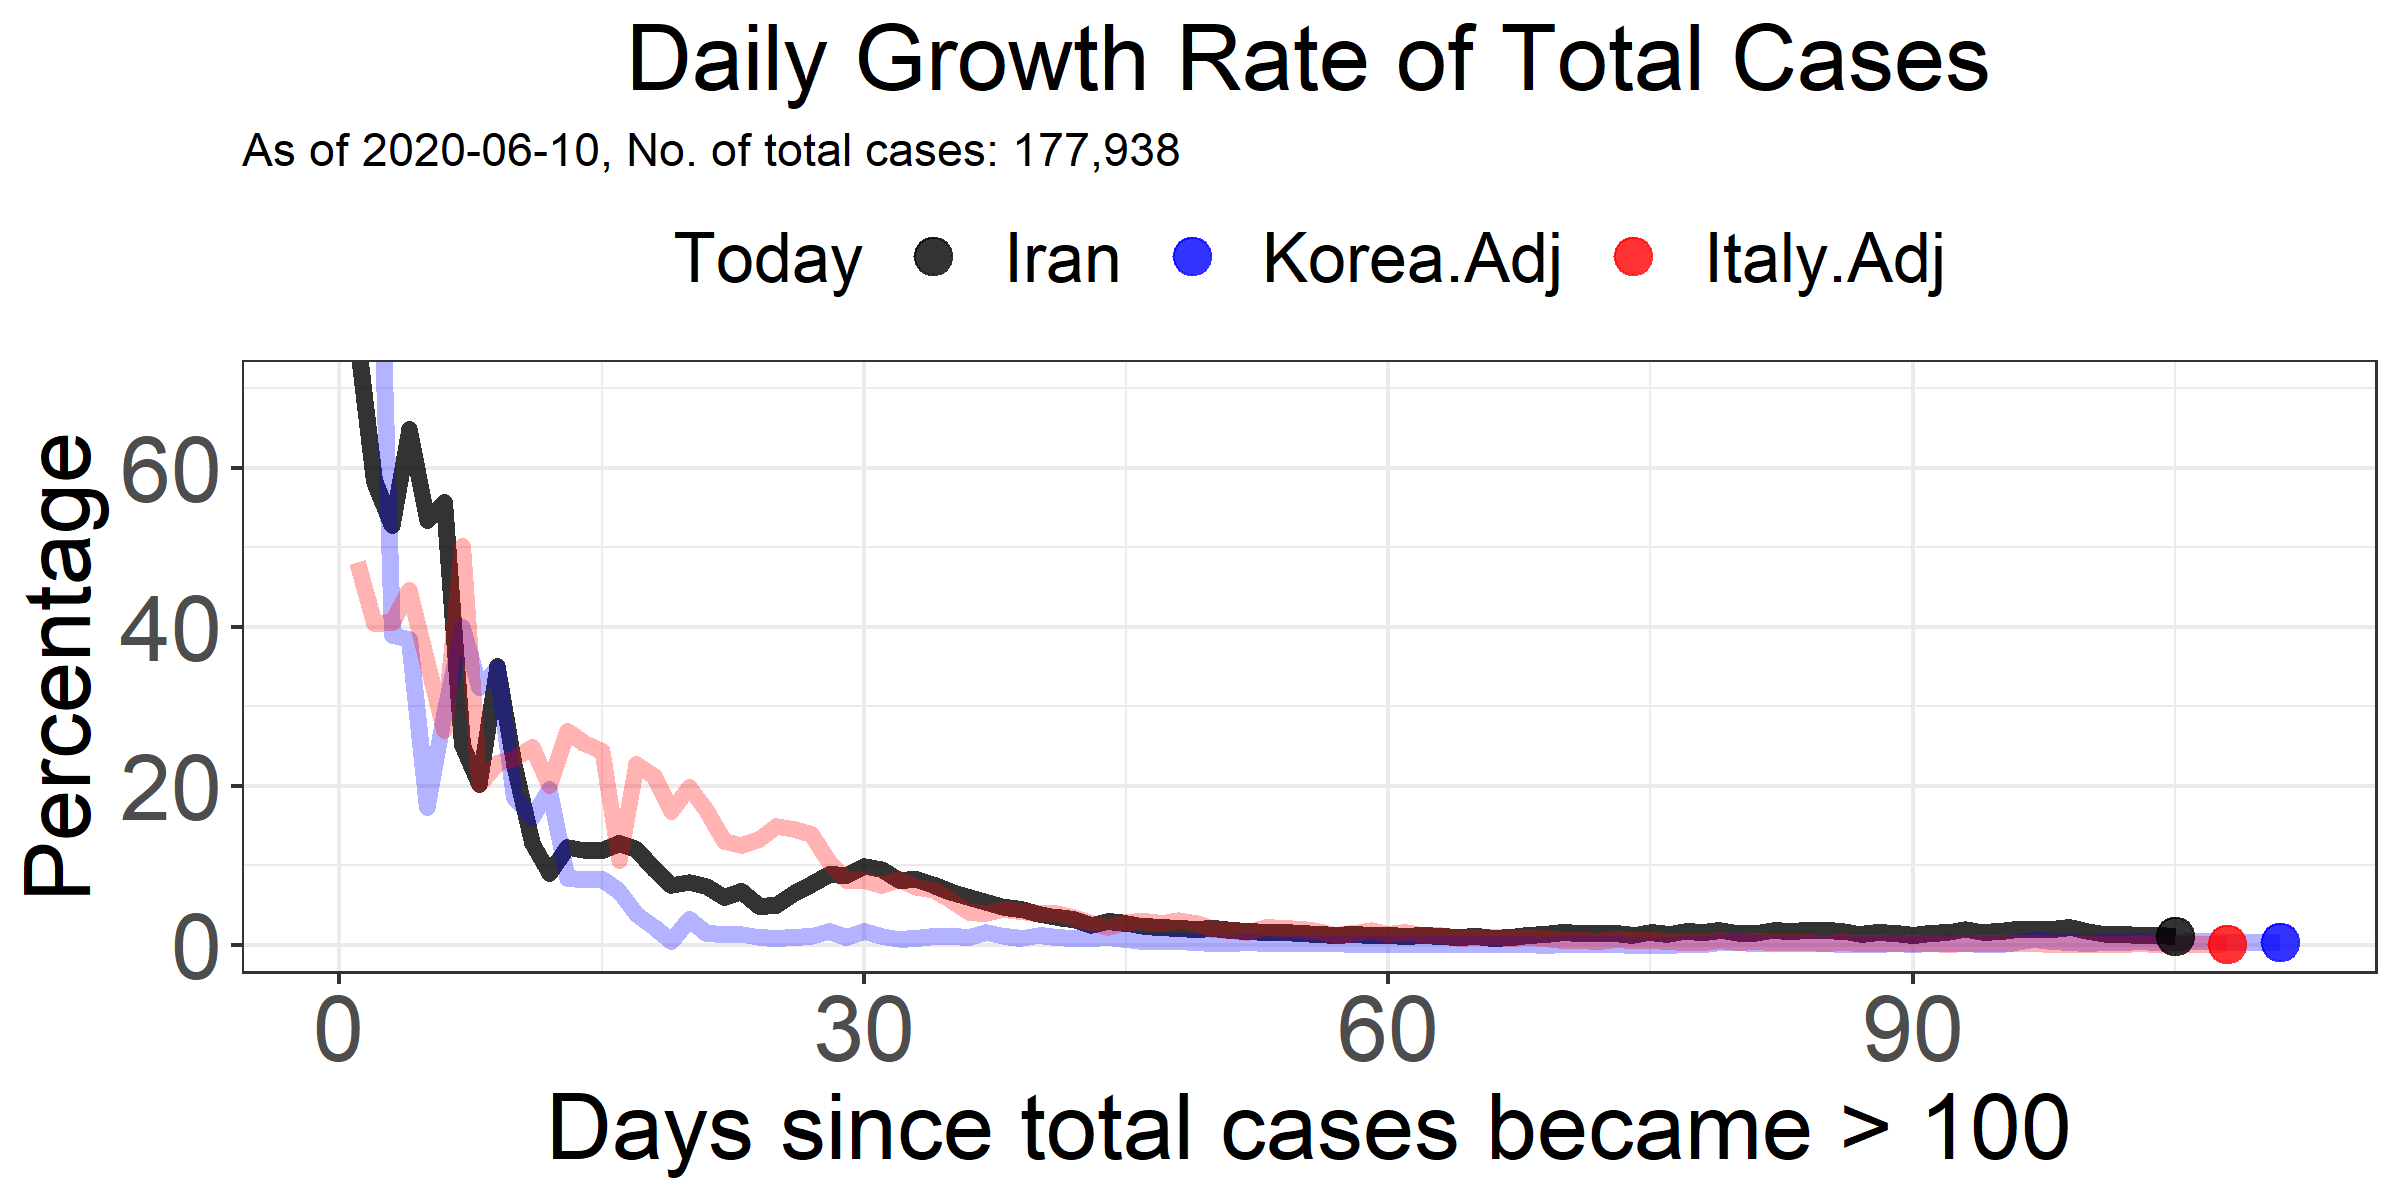 Daily Growth Rate of Total Cases
As of 2020-06-10, No. of total cases: 177,938
Today Iran Korea.Adj Italy.Adj
Percentage
60
40
20
0
0 30 60 90
Days since total cases became > 100